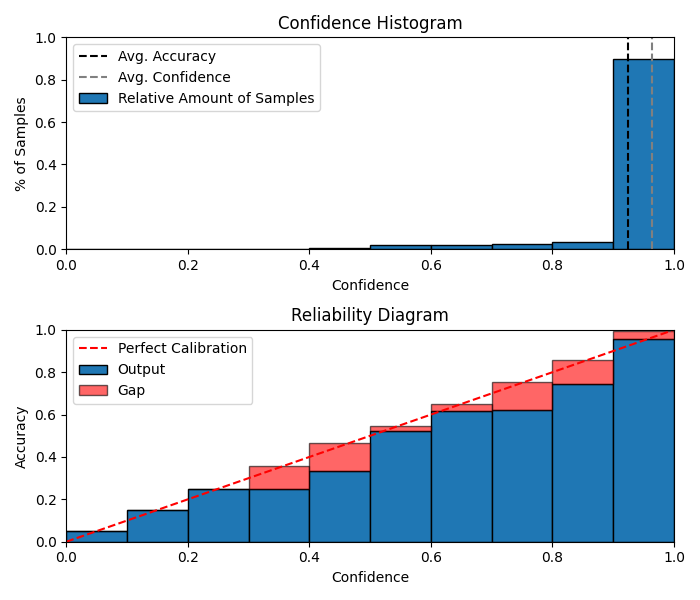 Confidence Histogram
1.0
0.8
0.6
0.4
0.2
0.0
% of Samples
Avg. Accuracy
Avg. Confidence
Relative Amount of Samples
0.0 0.2 0.4 0.6 0.8 1.0
Confidence
Reliability Diagram
1.0
0.8
0.6
0.4
0.2
0.0
Accuracy
Perfect Calibration
Output
Gap
0.0 0.2 0.4 0.6 0.8 1.0
Confidence